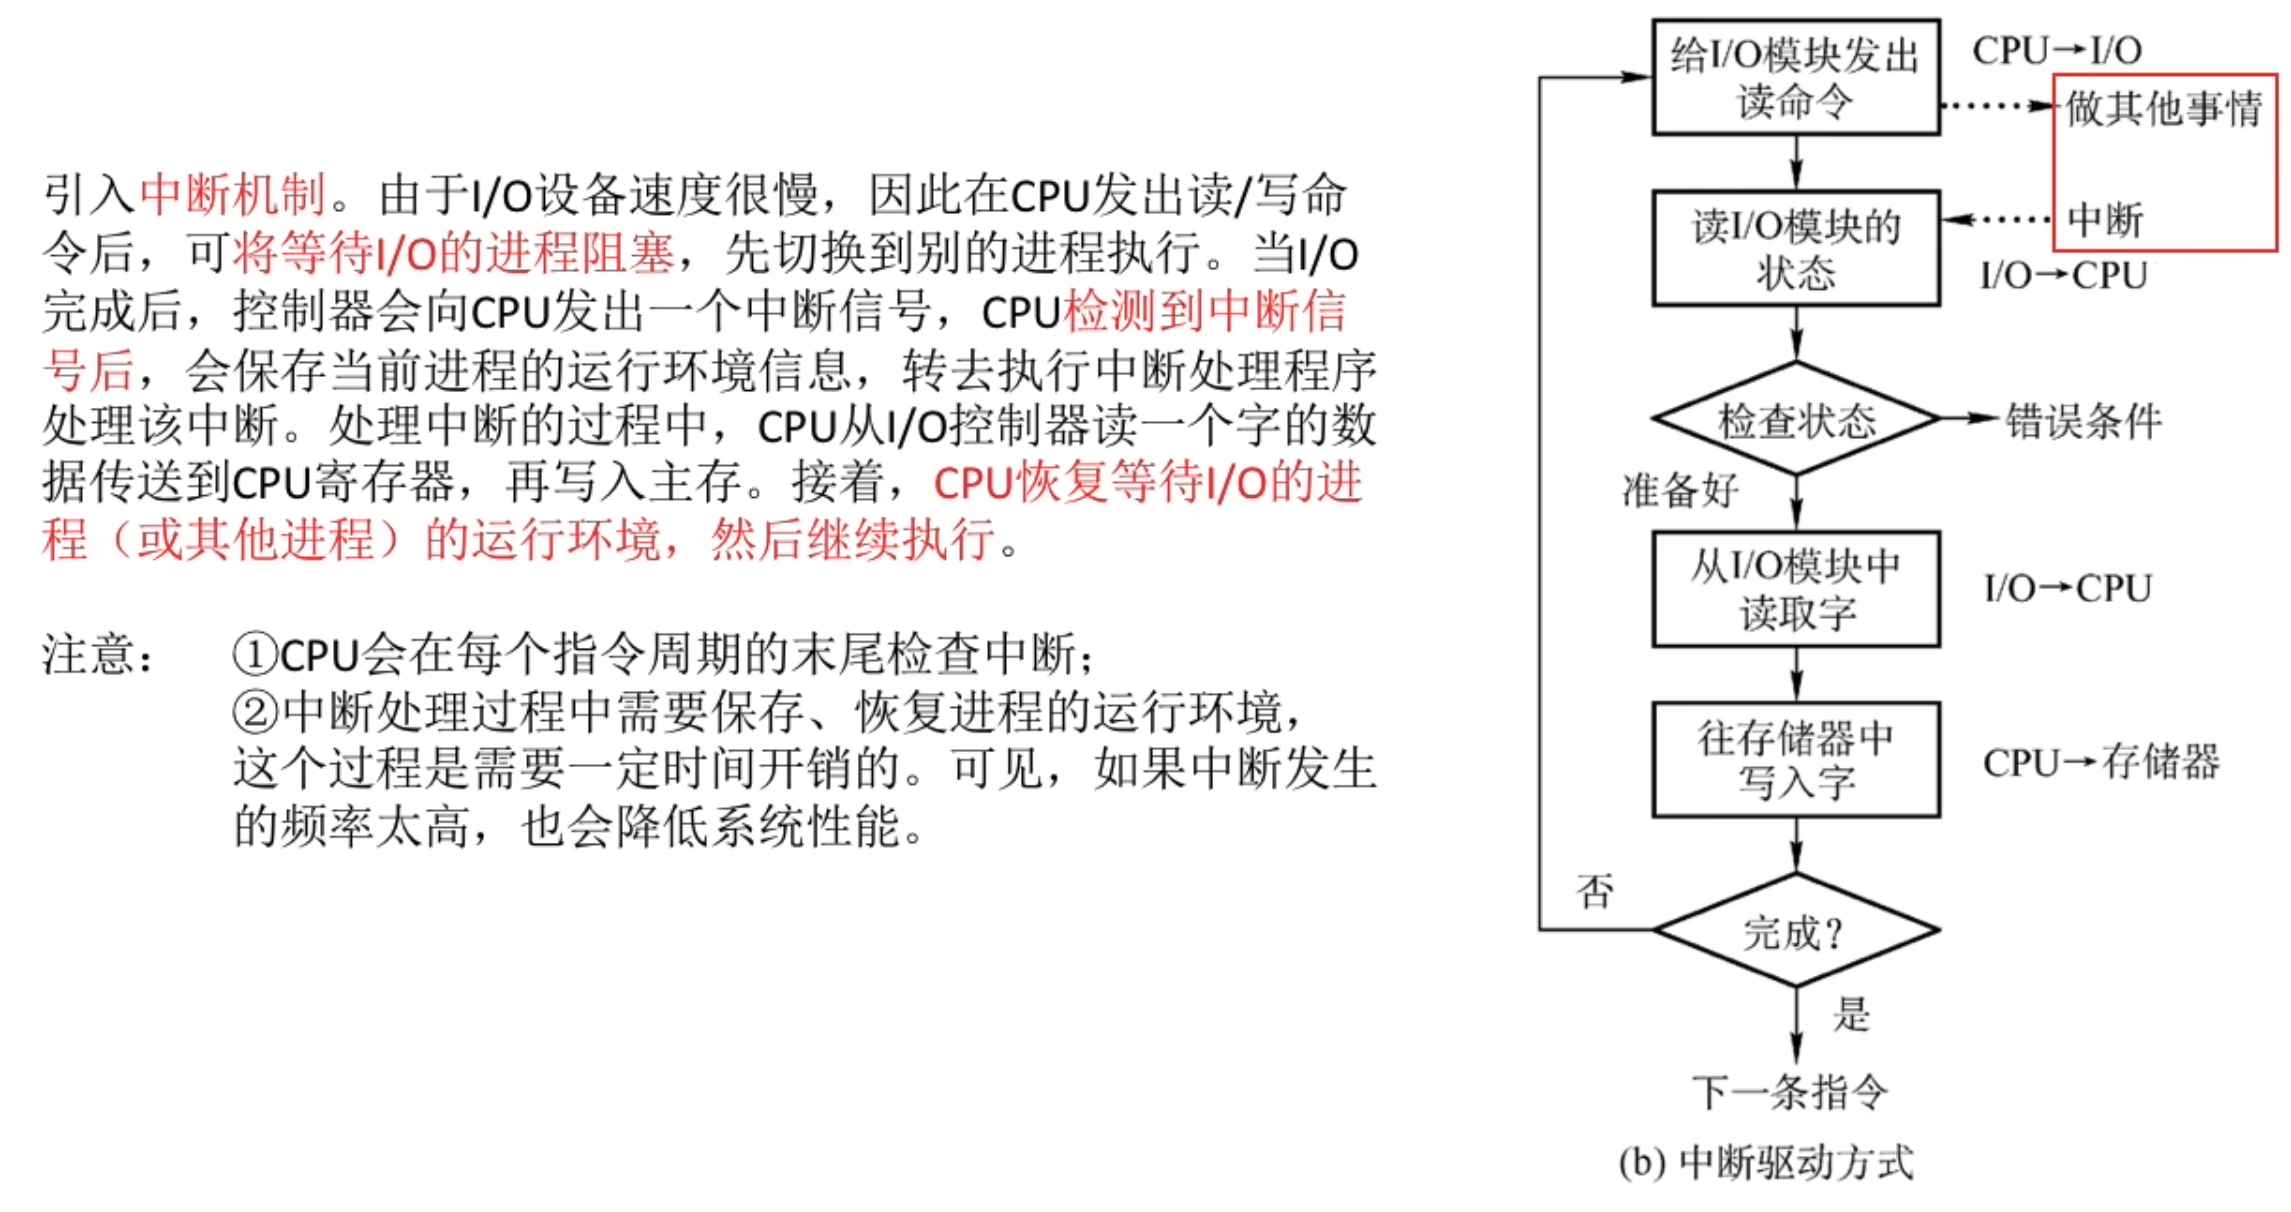 引入中断机制。由于I/O设备速度很慢，因此在CPU发出读/写命
令后，可将等待I/O的进程阻塞，先切换到别的进程执行。当I/O
完成后，控制器会向CPU发出一个中断信号，CPU检测到中断信
号后，会保存当前进程的运行环境信息，转去执行中断处理程序
处理该中断。处理中断的过程中，CPU从I/O控制器读一个字的数
据传送到CPU寄存器，再写入主存。接着，CPU恢复等待I/O的进
程（或其他进程）的运行环境，然后继续执行。
注意： ①CPU会在每个指令周期的末尾检查中断；
②中断处理过程中需要保存、恢复进程的运行环境，
这个过程是需要一定时间开销的。可见，如果中断发生
的频率太高，也会降低系统性能。
给I/O模块发出
读命令
CPU→I/O
做其他事情
读I/O模块的
状态
中断
I/O→CPU
检查状态
错误条件
准备好
从I/O模块中
读取字
I/O→CPU
往存储器中
写入字
CPU→存储器
否
完成？
是
下一条指令
(b) 中断驱动方式